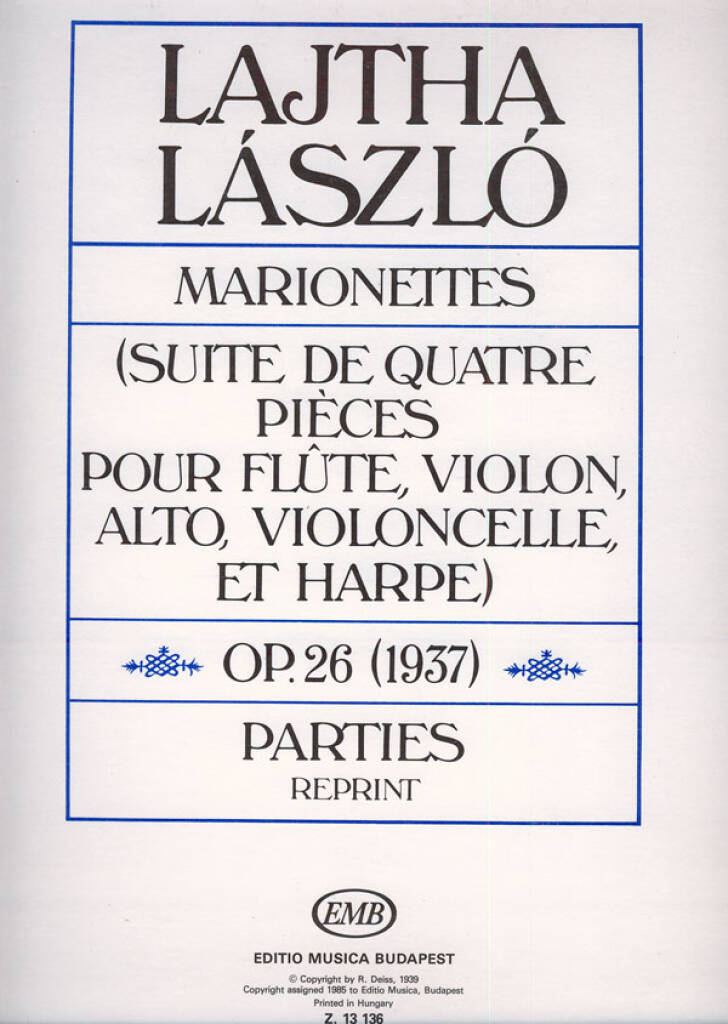 LAJTHA
LÁSZLÓ
MARIONETTES
(SUITE DE QUATRE
PIÈCES
POUR FLÛTE, VIOLON,
ALTO, VIOLONCELLE,
ET HARPE)
OP. 26 (1937)
PARTIES
REPRINT
EMB
EDITIO MUSICA BUDAPEST
© Copyright by R. Deiss, 1939
Copyright assigned 1985 to Editio Musica, Budapest
Printed in Hungary
Z. 13 136